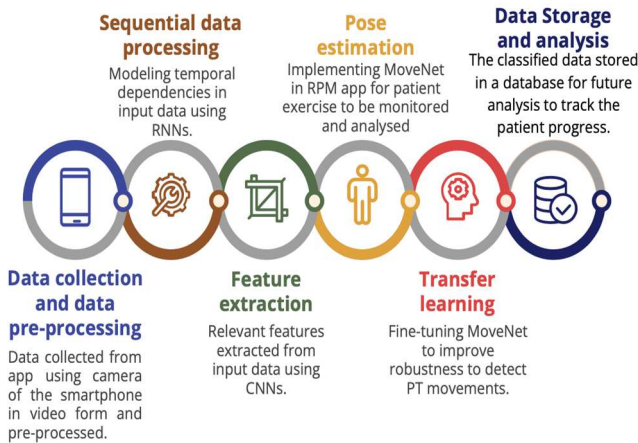 Sequential data
processing
Modeling temporal
dependencies in
input data using
RNNs.
Pose
estimation
Implementing MoveNet
in RPM app for patient
exercise to be monitored
and analysed
Data Storage
and analysis
The classified data stored
in a database for future
analysis to track the
patient progress.
Data collection
and data
pre-processing
Data collected from
app using camera
of the smartphone
in video form and
pre-processed.
Feature
extraction
Relevant features
extracted from
input data using
CNNs.
Transfer
learning
Fine-tuning MoveNet
to improve
robustness to detect
PT movements.